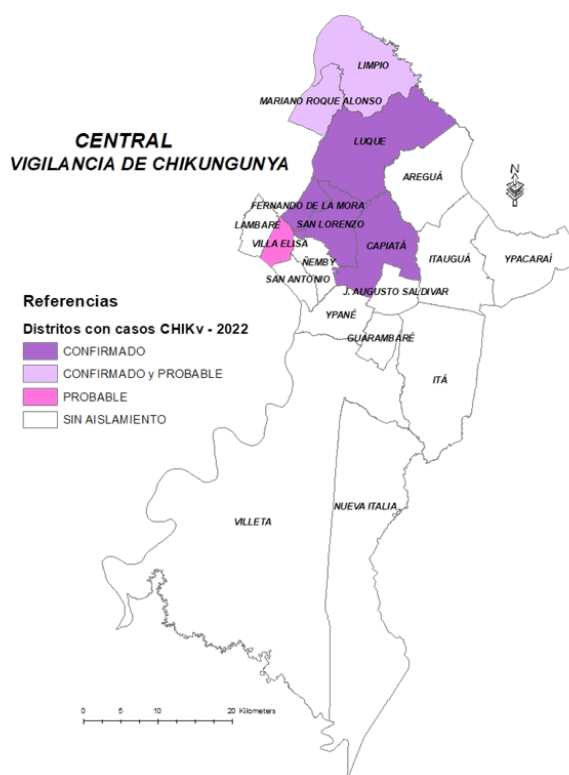 LIMPIO
MARIANO ROQUE ALONSO
CENTRAL
VIGILANCIA DE CHIKUNGUNYA
LUQUE
AREGUÁ
N
FERNANDO DE LA MORA
LAMBARÉ
SAN LORENZO
VILLA ELISA
CAPIATÁ
ITAUGUÁ
YPACARAÍ
ÑEMBY
SAN ANTONIO
J. AUGUSTO SALDIVAR
Referencias
Distritos con casos CHIKv - 2022
CONFIRMADO
CONFIRMADO y PROBABLE
PROBABLE
SIN AISLAMIENTO
YPANÉ
GUARAMBARÉ
ITÁ
VILLETA
NUEVA ITALIA
0 5 10 20 Kilometers